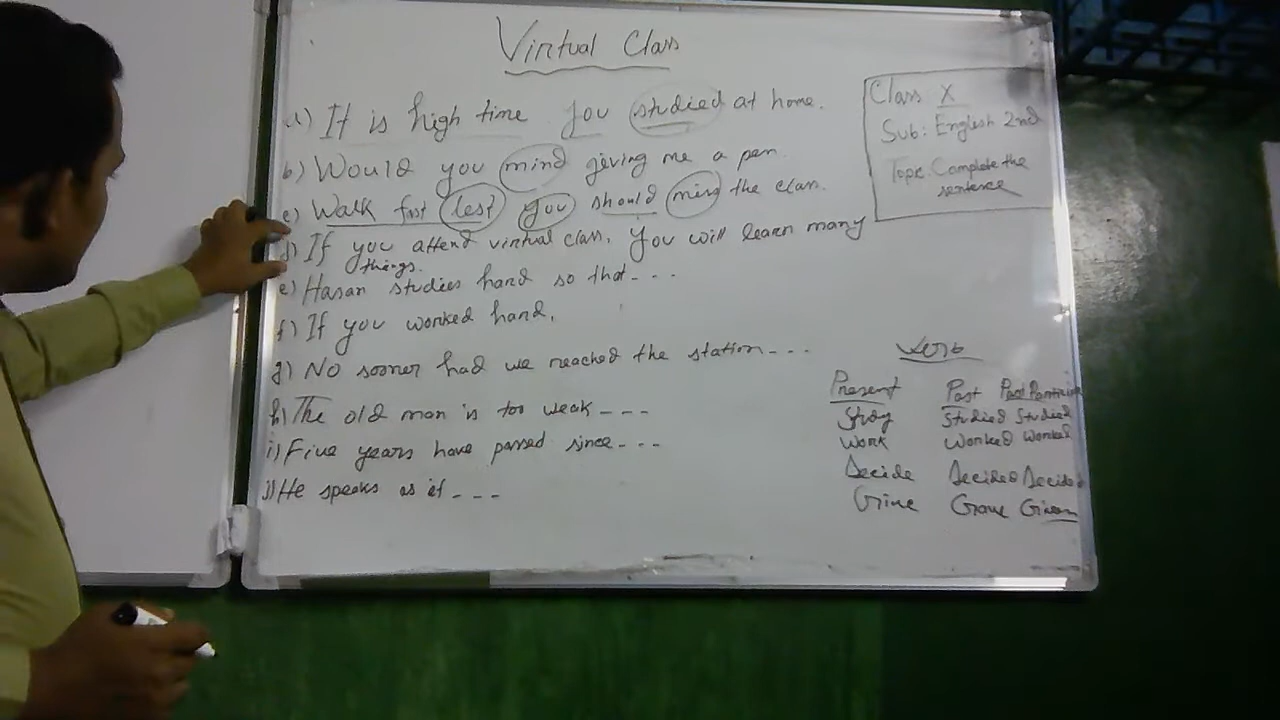 Virtual Class
a) It is high time you studied at home.
b) Would you mind giving me a pen.
c) Walk fast lest you should miss the class.
d) If you attend virtual class, you will learn many
things.
e) Hasan studies hard so that - - -
f) If you worked hard,
g) No sooner had we reached the station - - -
h) The old man is too weak - - -
i) Five years have passed since - - -
j) He speaks as if - - -
Class X
Sub: English 2nd
Topic Complete the
sentence
Verb
Present Past Past Participle
Study Studied Studied
Work Worked Worked
Decide Decided Decided
Give Gave Given